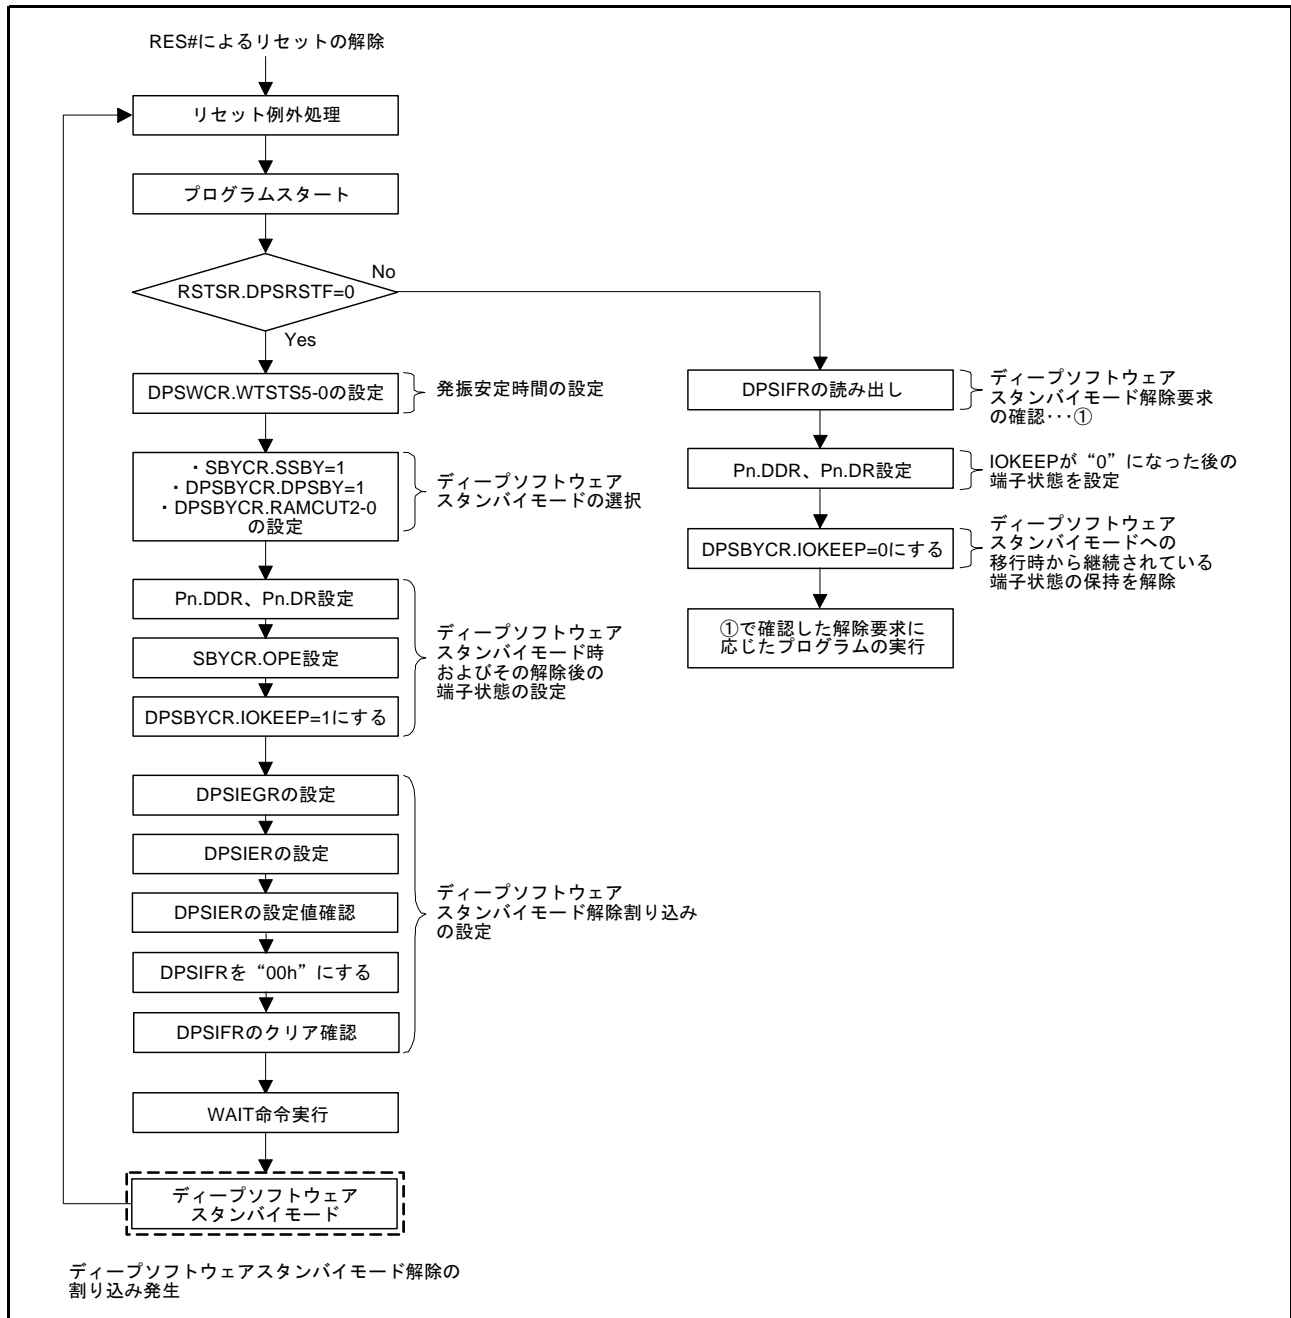 RES#によるリセットの解除
リセット例外処理
プログラムスタート
RSTSR.DPSRSTF=0
No
Yes
DPSWCR.WTSTS5-0の設定
発振安定時間の設定
・SBYCR.SSBY=1
・DPSBYCR.DPSBY=1
・DPSBYCR.RAMCUT2-0
の設定
ディープソフトウェア
スタンバイモードの選択
Pn.DDR、Pn.DR設定
SBYCR.OPE設定
DPSBYCR.IOKEEP=1にする
ディープソフトウェア
スタンバイモード時
およびその解除後の
端子状態の設定
DPSIEGRの設定
DPSIERの設定
DPSIERの設定値確認
DPSIFRを“00h”にする
DPSIFRのクリア確認
ディープソフトウェア
スタンバイモード解除割り込み
の設定
WAIT命令実行
ディープソフトウェア
スタンバイモード
ディープソフトウェアスタンバイモード解除の
割り込み発生
DPSIFRの読み出し
ディープソフトウェア
スタンバイモード解除要求
の確認･･･①
Pn.DDR、Pn.DR設定
IOKEEPが“0”になった後の
端子状態を設定
DPSBYCR.IOKEEP=0にする
ディープソフトウェア
スタンバイモードへの
移行時から継続されている
端子状態の保持を解除
①で確認した解除要求に
応じたプログラムの実行